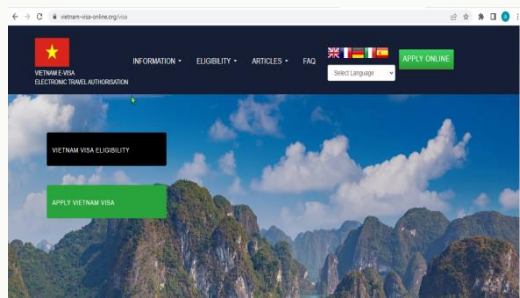 vietnam-visa-online.org/visa
VIETNAM E-VISA
ELECTRONIC TRAVEL AUTHORISATION
INFORMATION
ELIGIBILITY
ARTICLES
FAQ
Select Language
APPLY ONLINE
VIETNAM VISA ELIGIBILITY
APPLY VIETNAM VISA